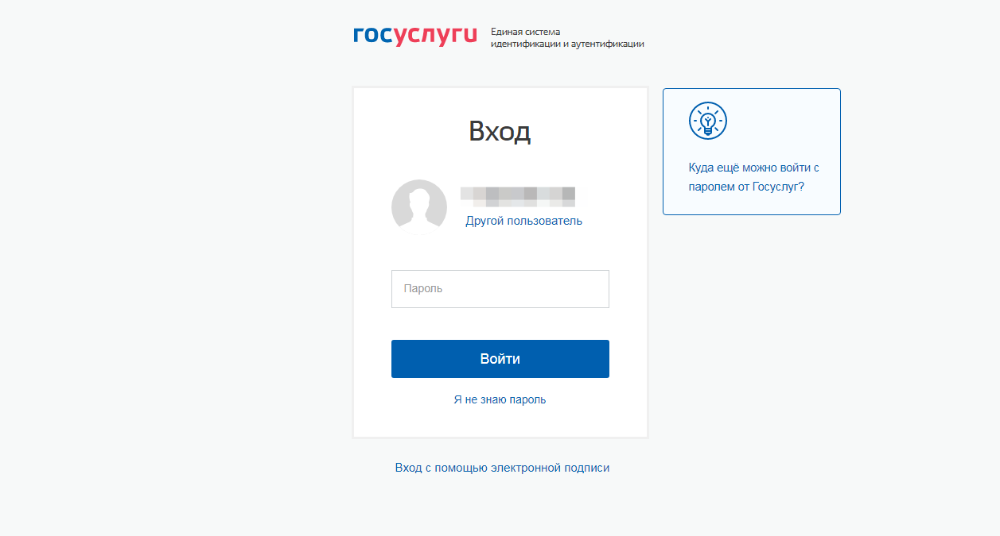 госуслуги
Единая система
идентификации и аутентификации
Вход
Другой пользователь
Пароль
Войти
Я не знаю пароль
Вход с помощью электронной подписи
Куда ещё можно войти с
паролем от Госуслуг?